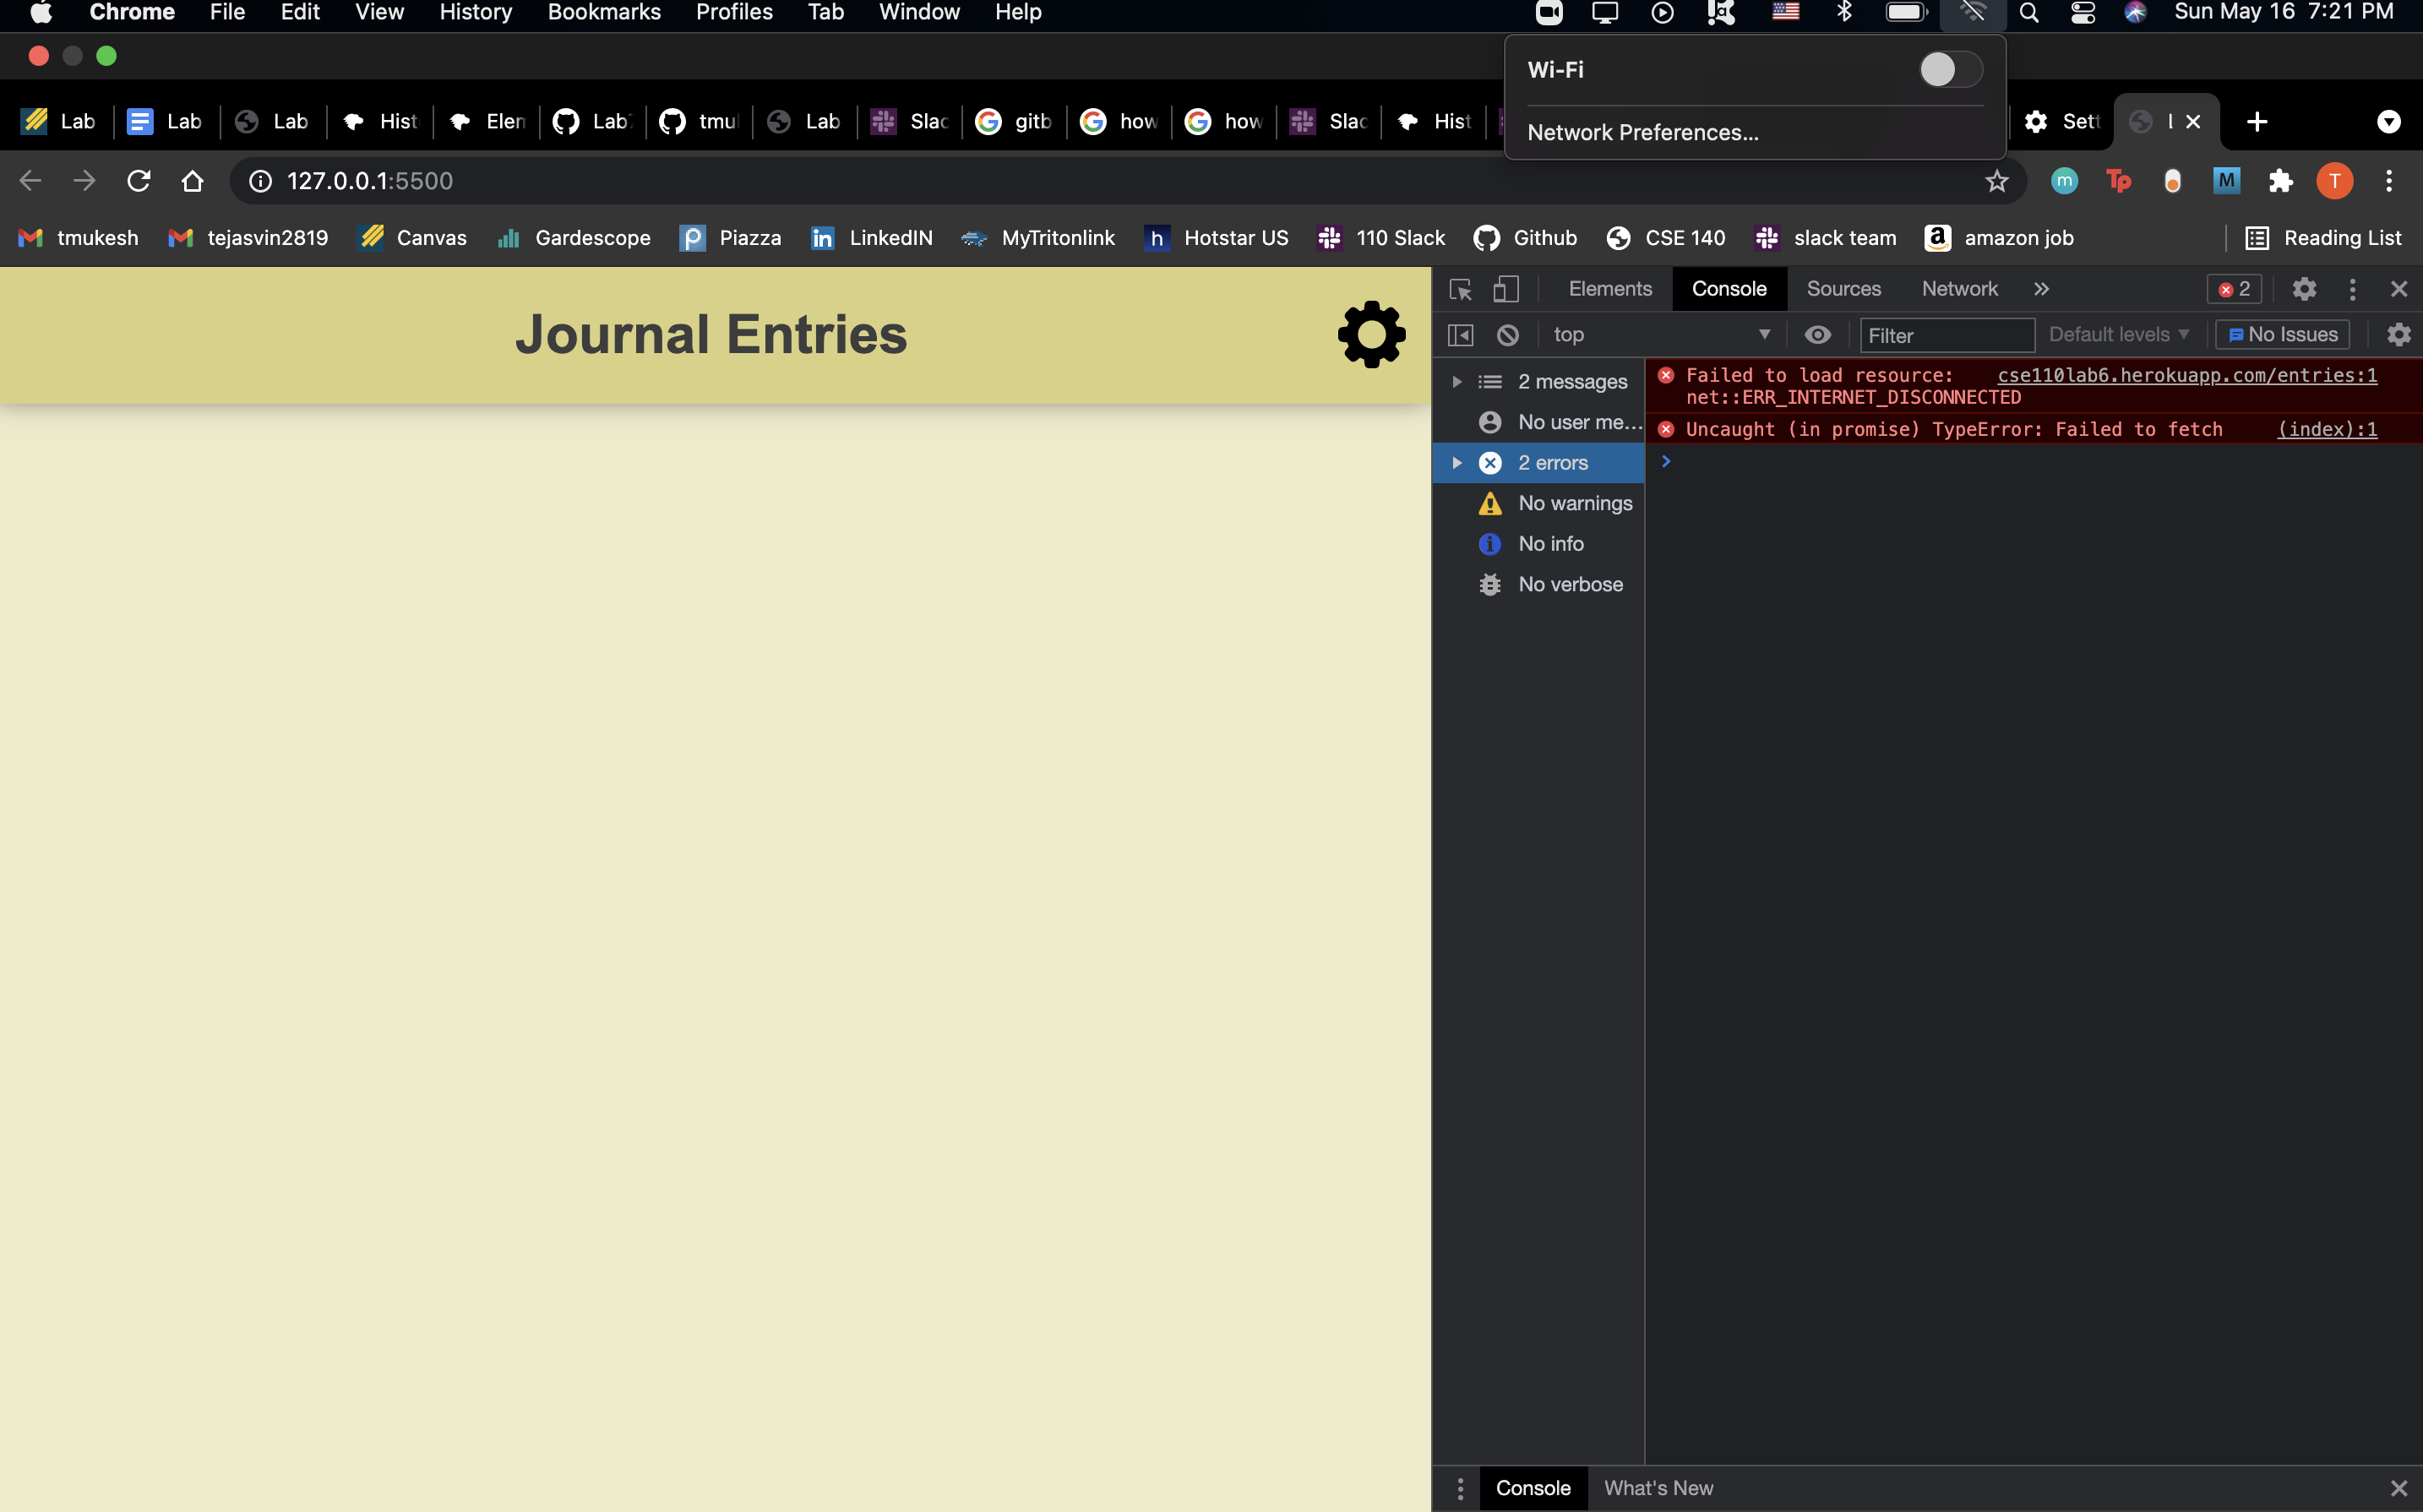 Chrome File Edit View History Bookmarks Profiles Tab Window Help Sun May 16 7:21 PM
Wi-Fi
Network Preferences...
Lab Lab Lab Hist Elen Lab7 tmul Lab Slac gitb how how Slac Hist Sett
127.0.0.1:5500 m Tp M T
tmukesh tejasvin2819 Canvas Gardescope Piazza LinkedIN MyTritonlink h Hotstar US 110 Slack Github CSE 140 slack team amazon job Reading List
Journal Entries
Elements Console Sources Network 2
top Filter Default levels No Issues
2 messages
No user me...
2 errors
No warnings
No info
No verbose
Failed to load resource: cse110lab6.herokuapp.com/entries:1
net::ERR_INTERNET_DISCONNECTED
Uncaught (in promise) TypeError: Failed to fetch (index):1
Console What's New